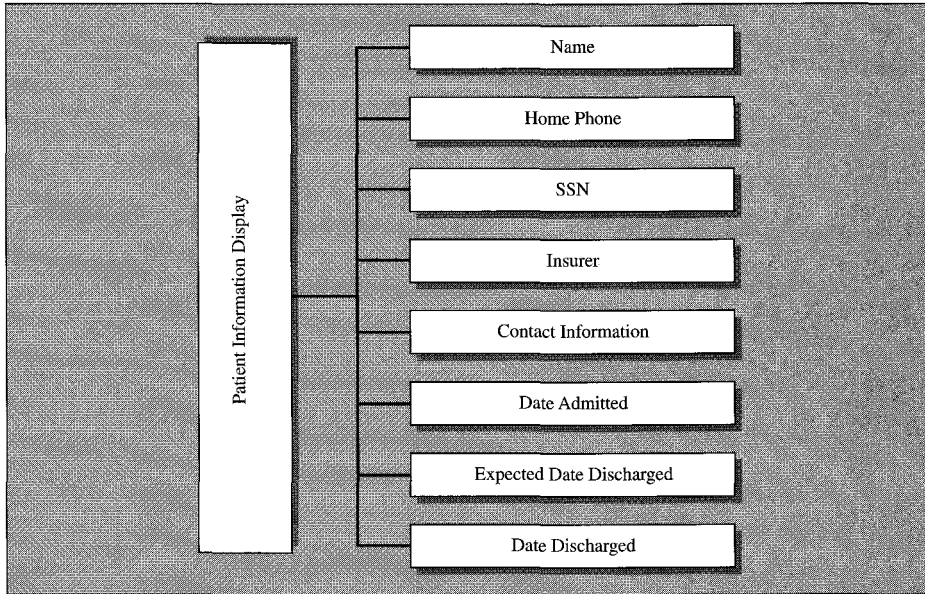 Patient Information Display
Name
Home Phone
SSN
Insurer
Contact Information
Date Admitted
Expected Date Discharged
Date Discharged